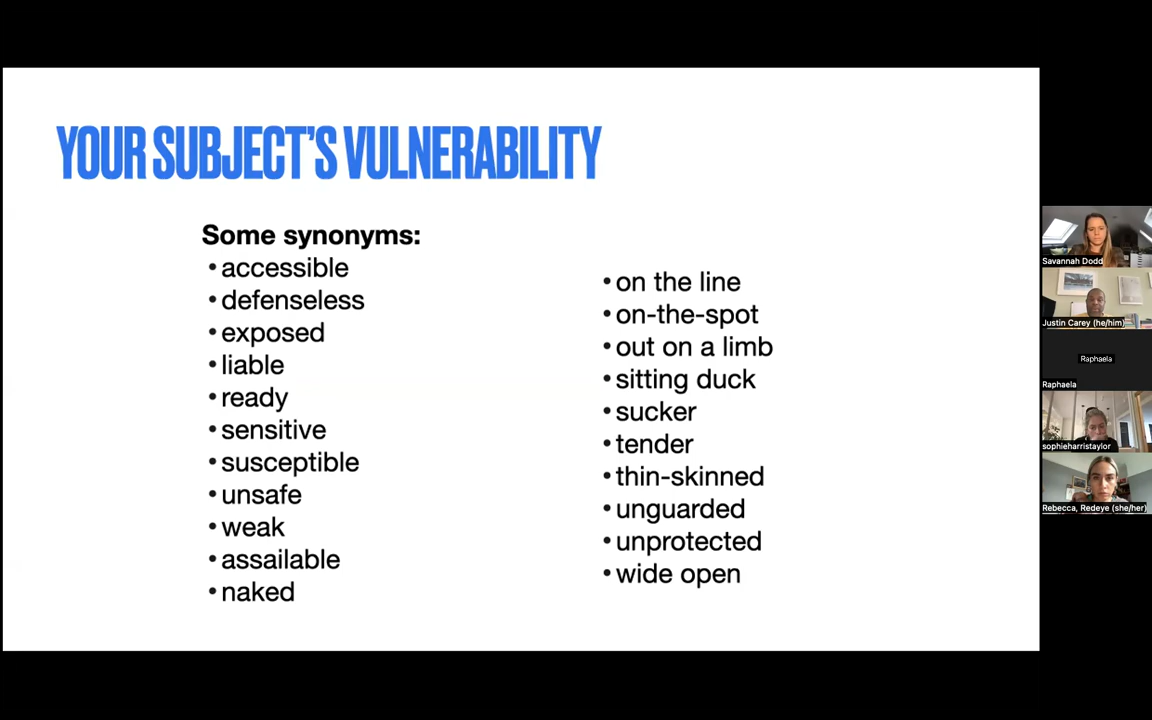 YOUR SUBJECT'S VULNERABILITY
Some synonyms:
•accessible
•defenseless
•exposed
•liable
•ready
•sensitive
•susceptible
•unsafe
•weak
•assailable
•naked
•on the line
•on-the-spot
•out on a limb
•sitting duck
•sucker
•tender
•thin-skinned
•unguarded
•unprotected
•wide open
Savannah Dodd
Justin Carey (he/him)
Raphaela
Raphaela
sophieharristaylor
Rebecca, Redeye (she/her)